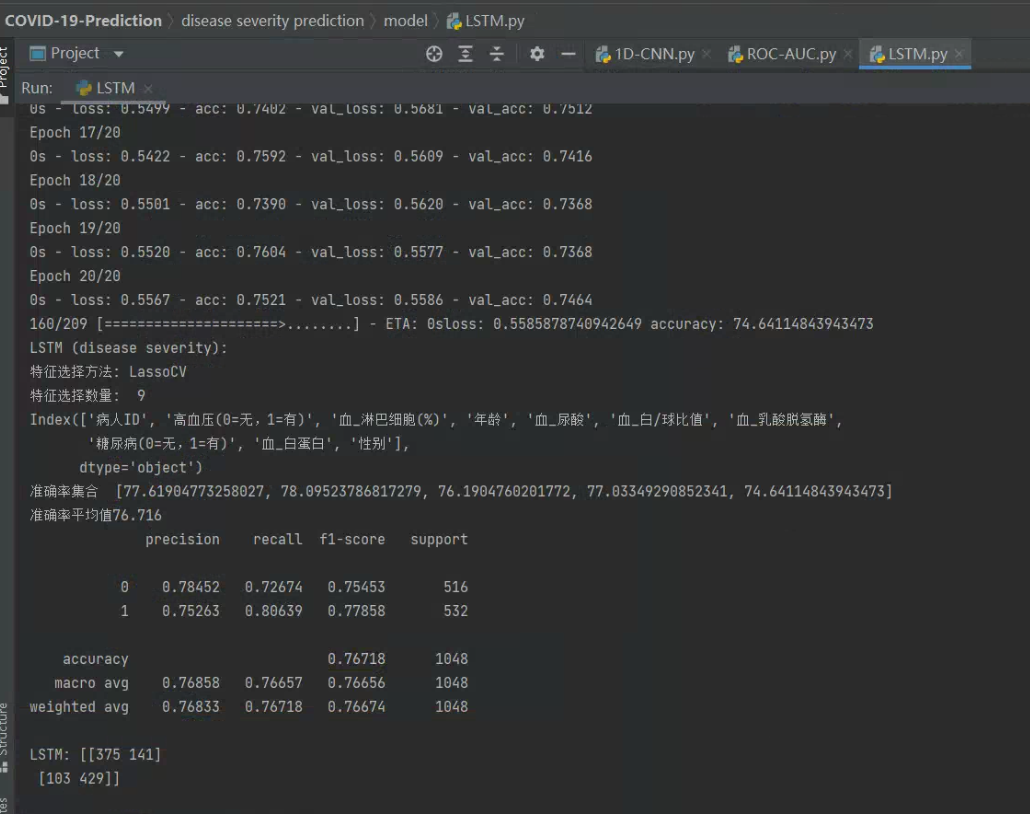 COVID-19-Prediction 〉 disease severity prediction 〉 model 〉 LSTM.py
Project
Project 1D-CNN.py × ROC-AUC.py × LSTM.py ×
Run: LSTM ×
0s - loss: 0.5499 - acc: 0.7402 - val_loss: 0.5681 - val_acc: 0.7512
Epoch 17/20
0s - loss: 0.5422 - acc: 0.7592 - val_loss: 0.5609 - val_acc: 0.7416
Epoch 18/20
0s - loss: 0.5501 - acc: 0.7390 - val_loss: 0.5620 - val_acc: 0.7368
Epoch 19/20
0s - loss: 0.5520 - acc: 0.7604 - val_loss: 0.5577 - val_acc: 0.7368
Epoch 20/20
0s - loss: 0.5567 - acc: 0.7521 - val_loss: 0.5586 - val_acc: 0.7464
160/209 [=====================>........] - ETA: 0sloss: 0.5585878740942649 accuracy: 74.64114843943473
LSTM (disease severity):
特征选择方法: LassoCV
特征选择数量:  9
Index(['病人ID', '高血压(0=无，1=有)', '血_淋巴细胞(%)', '年龄', '血_尿酸', '血_白/球比值', '血_乳酸脱氢酶',
'糖尿病(0=无，1=有)', '血_白蛋白', '性别'],
dtype='object')
准确率集合  [77.61904773258027, 78.09523786817279, 76.1904760201772, 77.03349290852341, 74.64114843943473]
准确率平均值76.716
precision recall f1-score support
0 0.78452 0.72674 0.75453 516
1 0.75263 0.80639 0.77858 532
accuracy 0.76718 1048
macro avg 0.76858 0.76657 0.76656 1048
weighted avg 0.76833 0.76718 0.76674 1048
LSTM: [[375 141]
[103 429]]
Structure